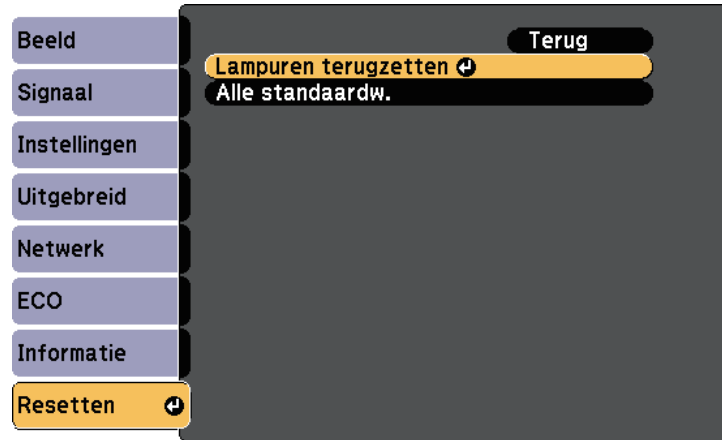 Beeld
Signaal
Instellingen
Uitgebreid
Netwerk
ECO
Informatie
Resetten
Terug
Lampuren terugzetten
Alle standaardw.